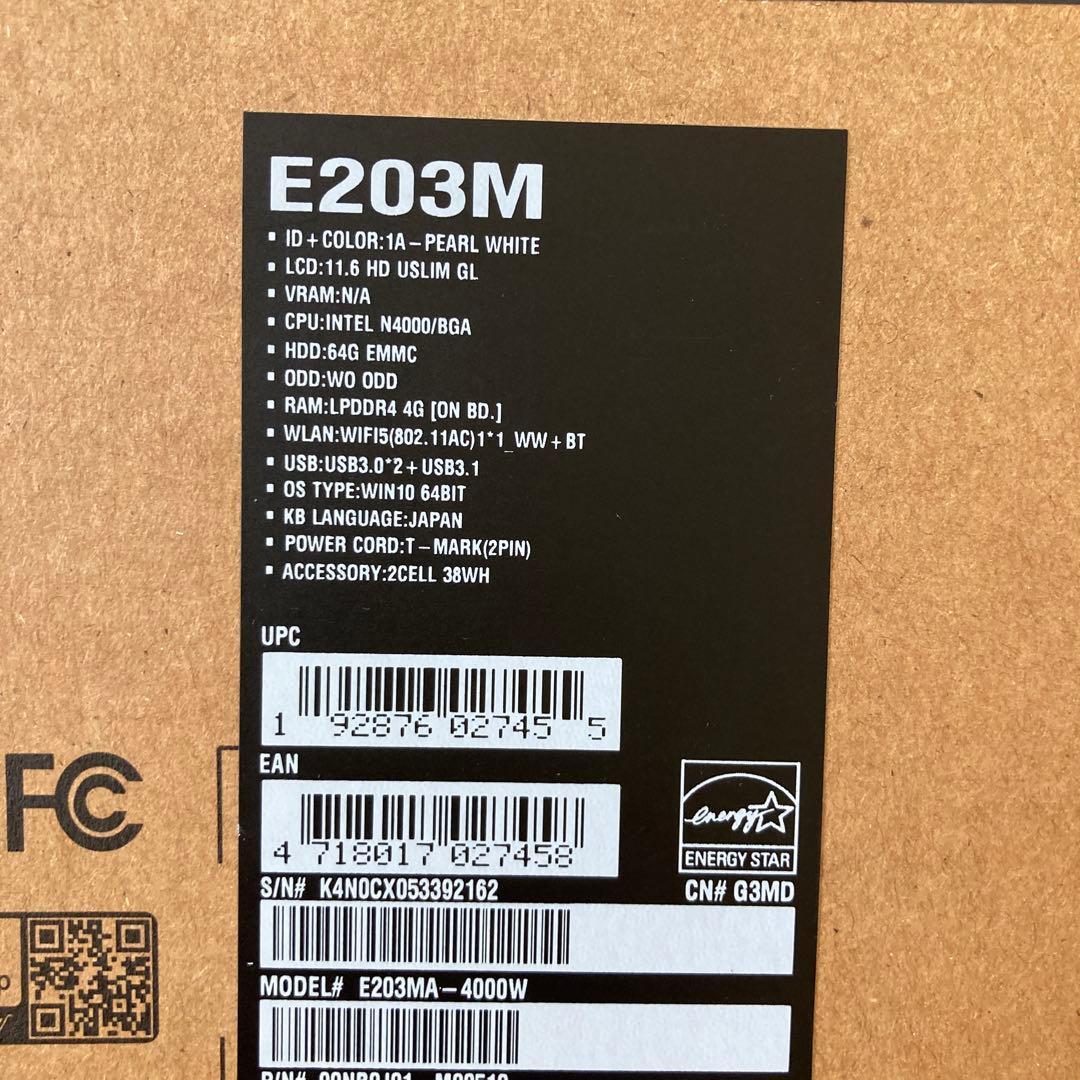 E203M
▪ ID+COLOR:1A-PEARL WHITE
▪ LCD:11.6 HD USLIM GL
▪ VRAM:N/A
▪ CPU:INTEL N4000/BGA
▪ HDD:64G EMMC
▪ ODD:WO ODD
▪ RAM:LPDDR4 4G [ON BD.]
▪ WLAN:WIFI5(802.11AC)1*1_WW+BT
▪ USB:USB3.0*2+USB3.1
▪ OS TYPE:WIN10 64BIT
▪ KB LANGUAGE:JAPAN
▪ POWER CORD:T-MARK(2PIN)
▪ ACCESSORY:2CELL 38WH
UPC
1 92876 02745 5
EAN
4 718017 027458
FC
energy
ENERGY STAR
S/N# K4N0CX053392162
CN# G3MD
MODEL# E203MA-4000W